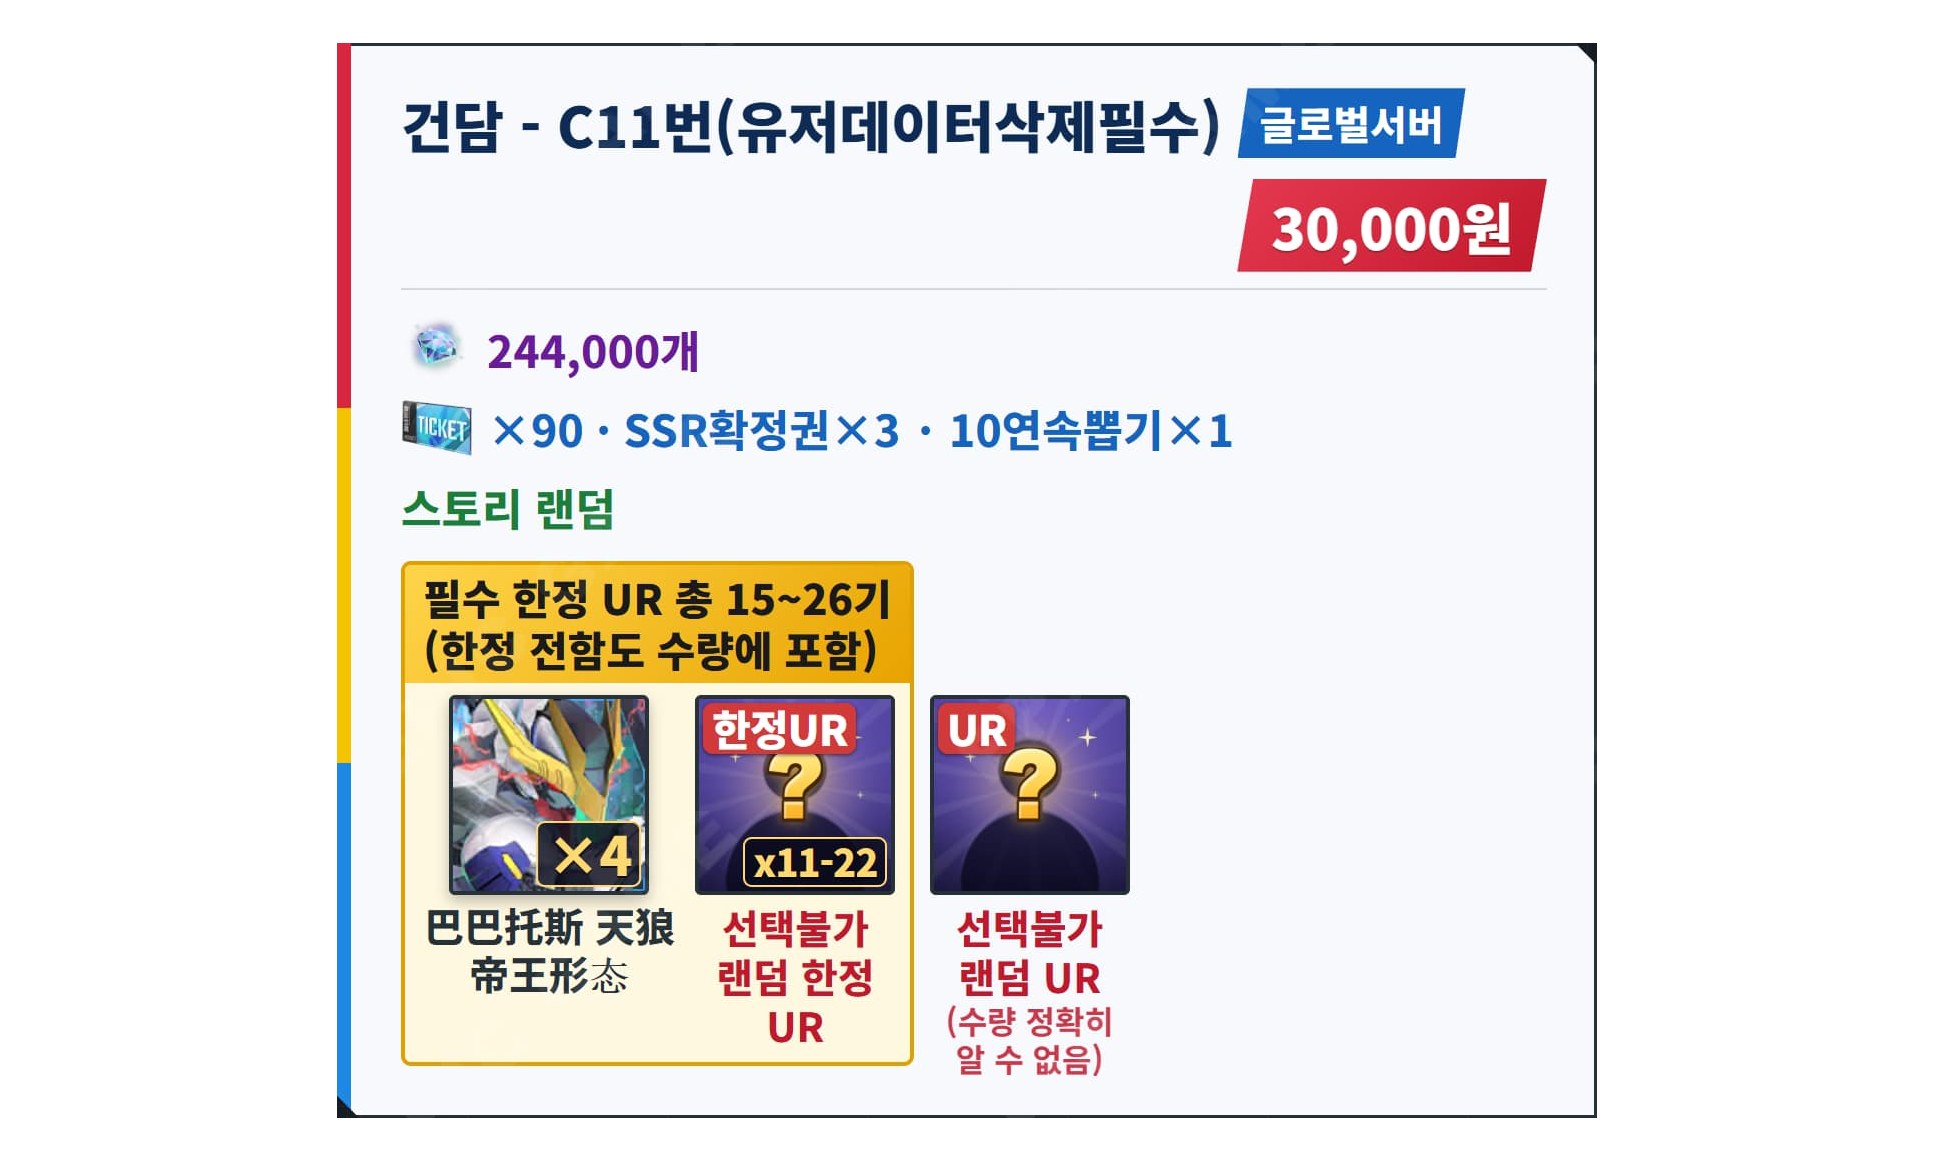 건담 - C11번(유저데이터삭제필수) 글로벌서버
30,000원
244,000개
TICKET ×90 · SSR확정권×3 · 10연속뽑기×1
스토리 랜덤
필수 한정 UR 총 15~26기
(한정 전함도 수량에 포함)
×4
巴巴托斯 天狼
帝王形态
한정UR
x11-22
선택불가
랜덤 한정
UR
UR
선택불가
랜덤 UR
(수량 정확히
알 수 없음)